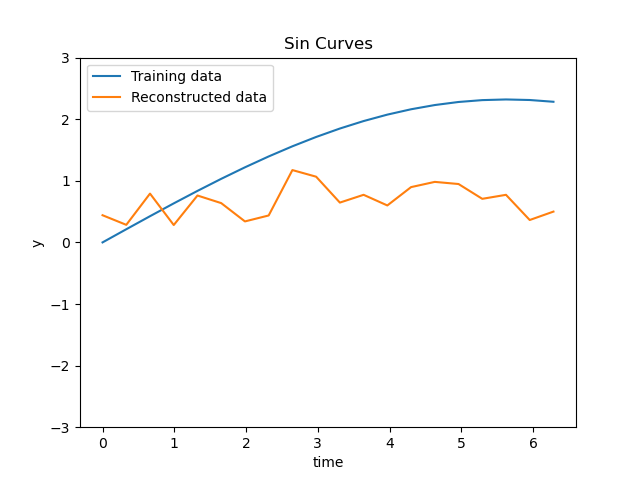 Sin Curves
Training data
Reconstructed data
3
2
1
0
−1
−2
−3
y
0 1 2 3 4 5 6
time